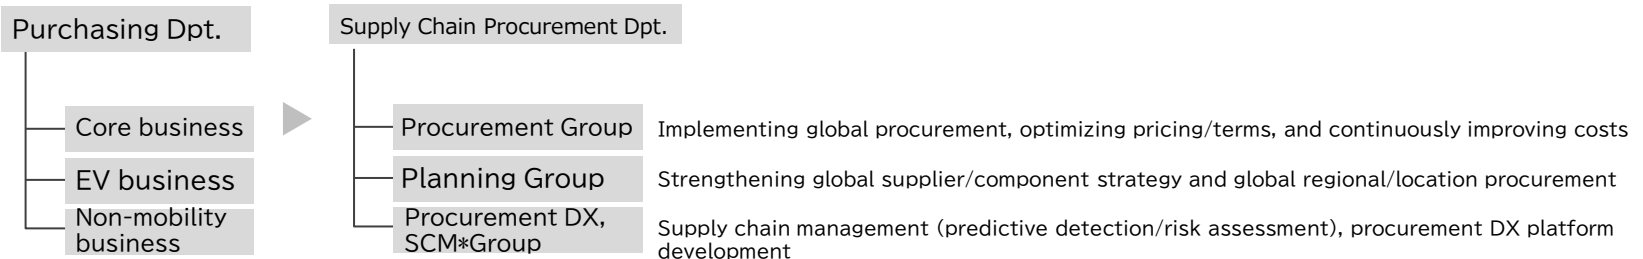 Purchasing Dpt.
Core business
EV business
Non-mobility
business
Supply Chain Procurement Dpt.
Procurement Group
Implementing global procurement, optimizing pricing/terms, and continuously improving costs
Planning Group
Strengthening global supplier/component strategy and global regional/location procurement
Procurement DX,
SCM*Group
Supply chain management (predictive detection/risk assessment), procurement DX platform
development